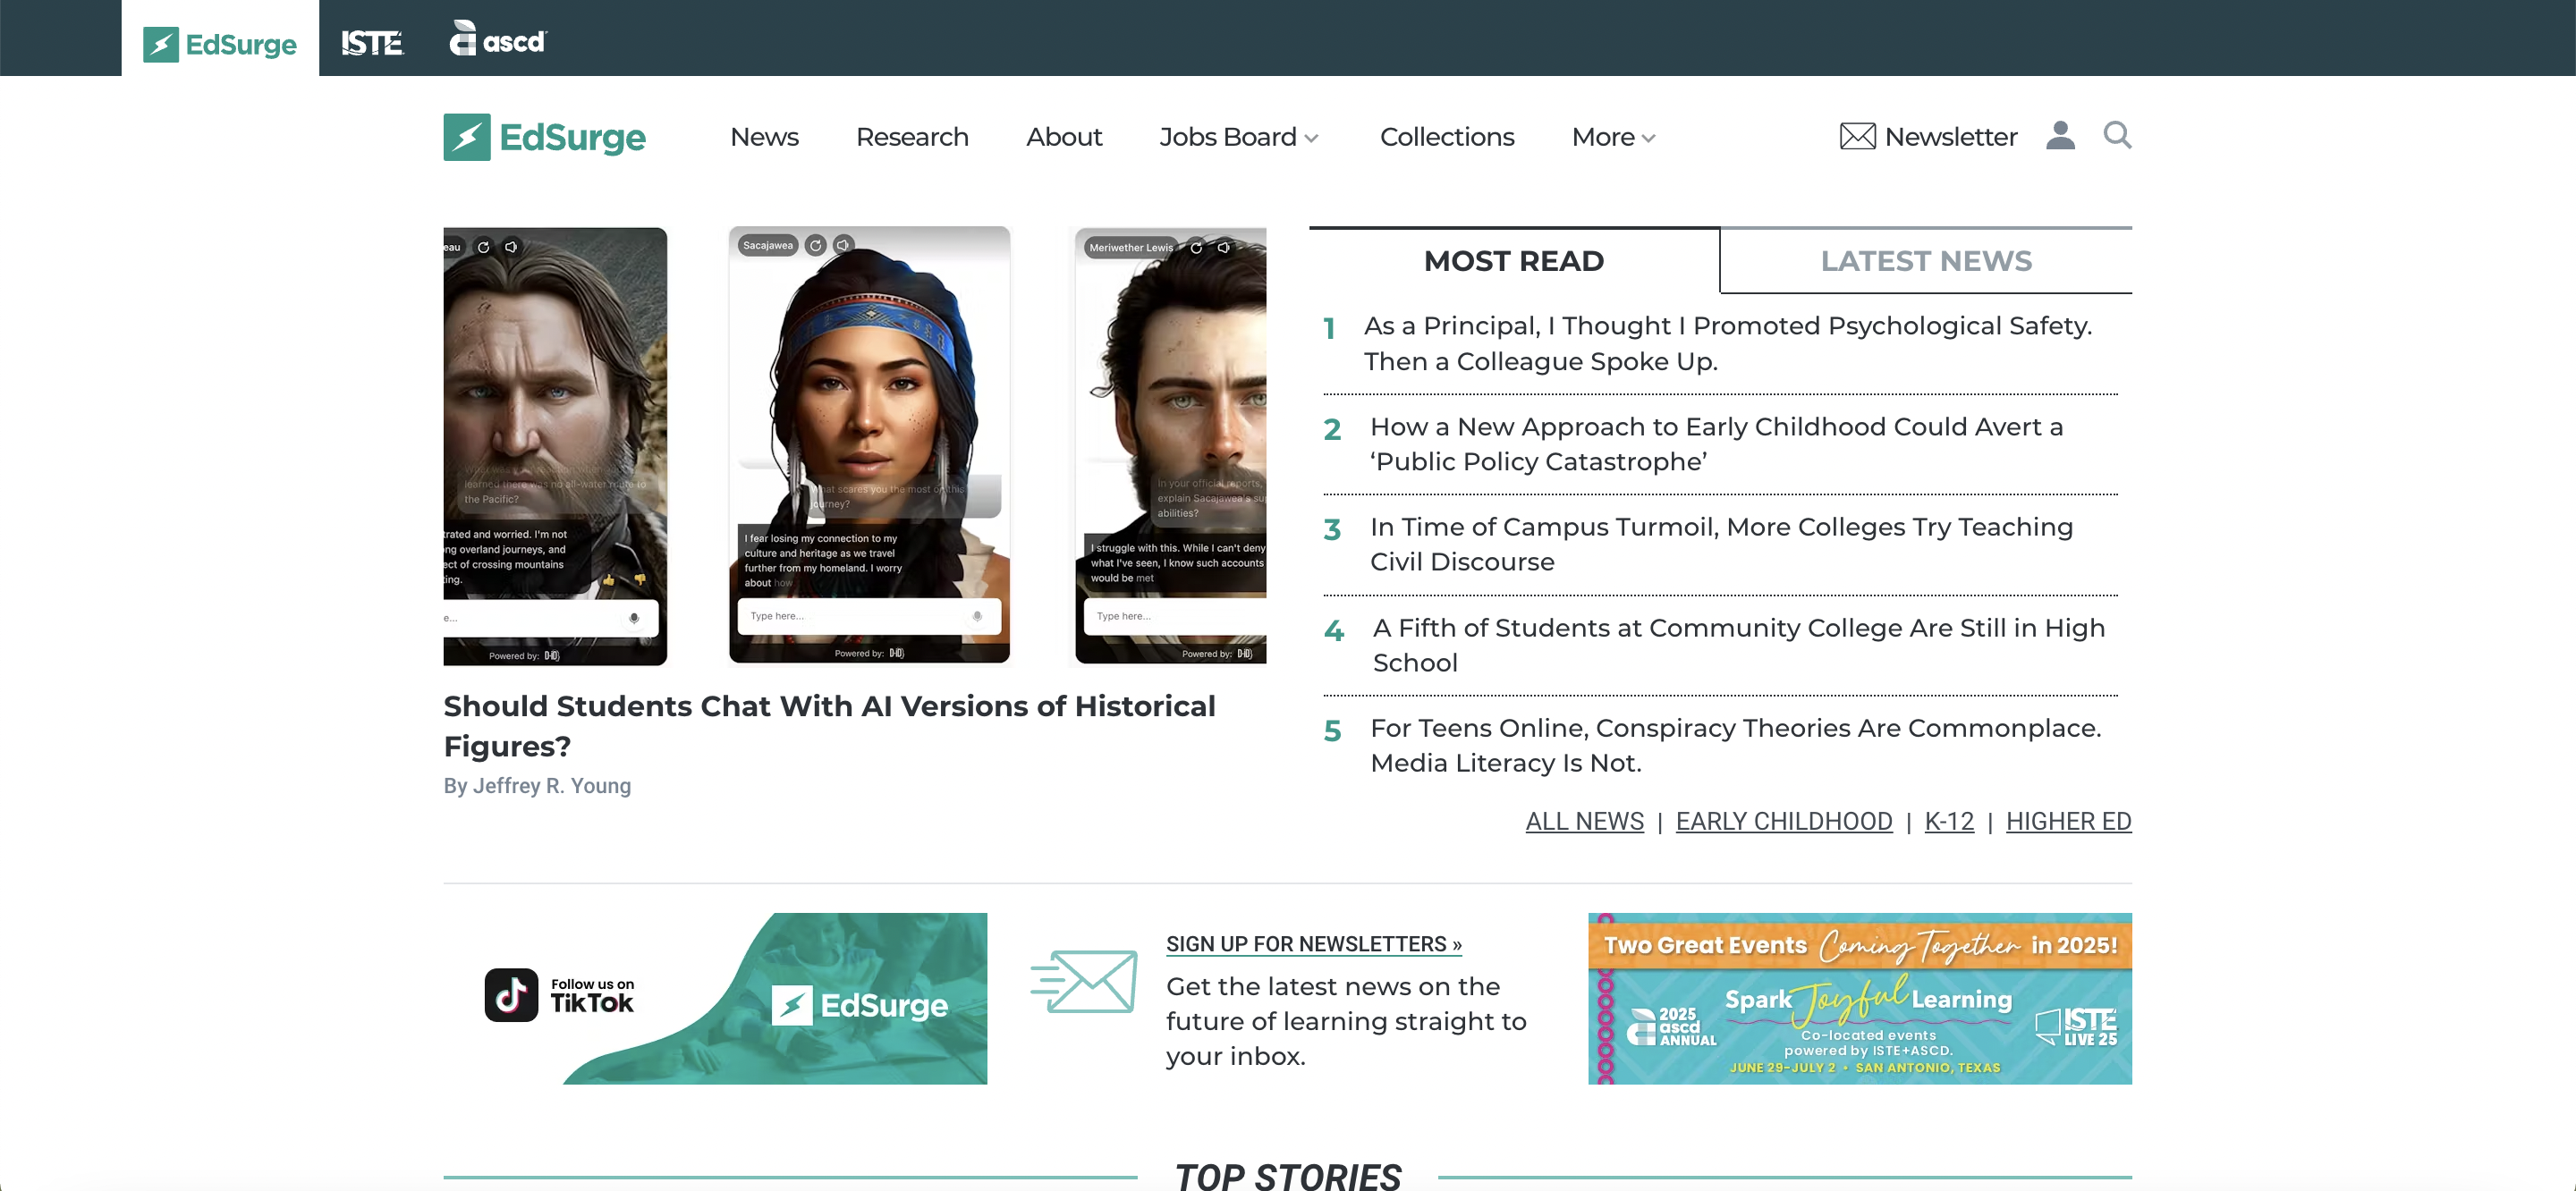 EdSurge
ISTE
ascd
EdSurge
News
Research
About
Jobs Board
Collections
More
Newsletter
eau
learned there was no all-water route to
the Pacific?
trated and worried. I'm not
ng overland journeys, and
ect of crossing mountains
ing.
e...
Powered by:
Sacajawea
What scares you the most on this
journey?
I fear losing my connection to my
culture and heritage as we travel
further from my homeland. I worry
about how
Type here...
Powered by:
Meriwether Lewis
In your official reports,
explain Sacajawea's su
abilities?
I struggle with this. While I can't deny
what I've seen, I know such accounts
would be met
Type here...
Powered by:
Should Students Chat With AI Versions of Historical
Figures?
By Jeffrey R. Young
MOST READ
LATEST NEWS
1 As a Principal, I Thought I Promoted Psychological Safety.
Then a Colleague Spoke Up.
2 How a New Approach to Early Childhood Could Avert a
‘Public Policy Catastrophe’
3 In Time of Campus Turmoil, More Colleges Try Teaching
Civil Discourse
4 A Fifth of Students at Community College Are Still in High
School
5 For Teens Online, Conspiracy Theories Are Commonplace.
Media Literacy Is Not.
ALL NEWS | EARLY CHILDHOOD | K-12 | HIGHER ED
Follow us on
TikTok
EdSurge
SIGN UP FOR NEWSLETTERS »
Get the latest news on the
future of learning straight to
your inbox.
Two Great Events Coming Together in 2025!
Spark Joyful Learning
2025
ascd
ANNUAL
Co-located events
powered by ISTE+ASCD.
JUNE 29-JULY 2 • SAN ANTONIO, TEXAS
ISTE
LIVE 25
TOP STORIES